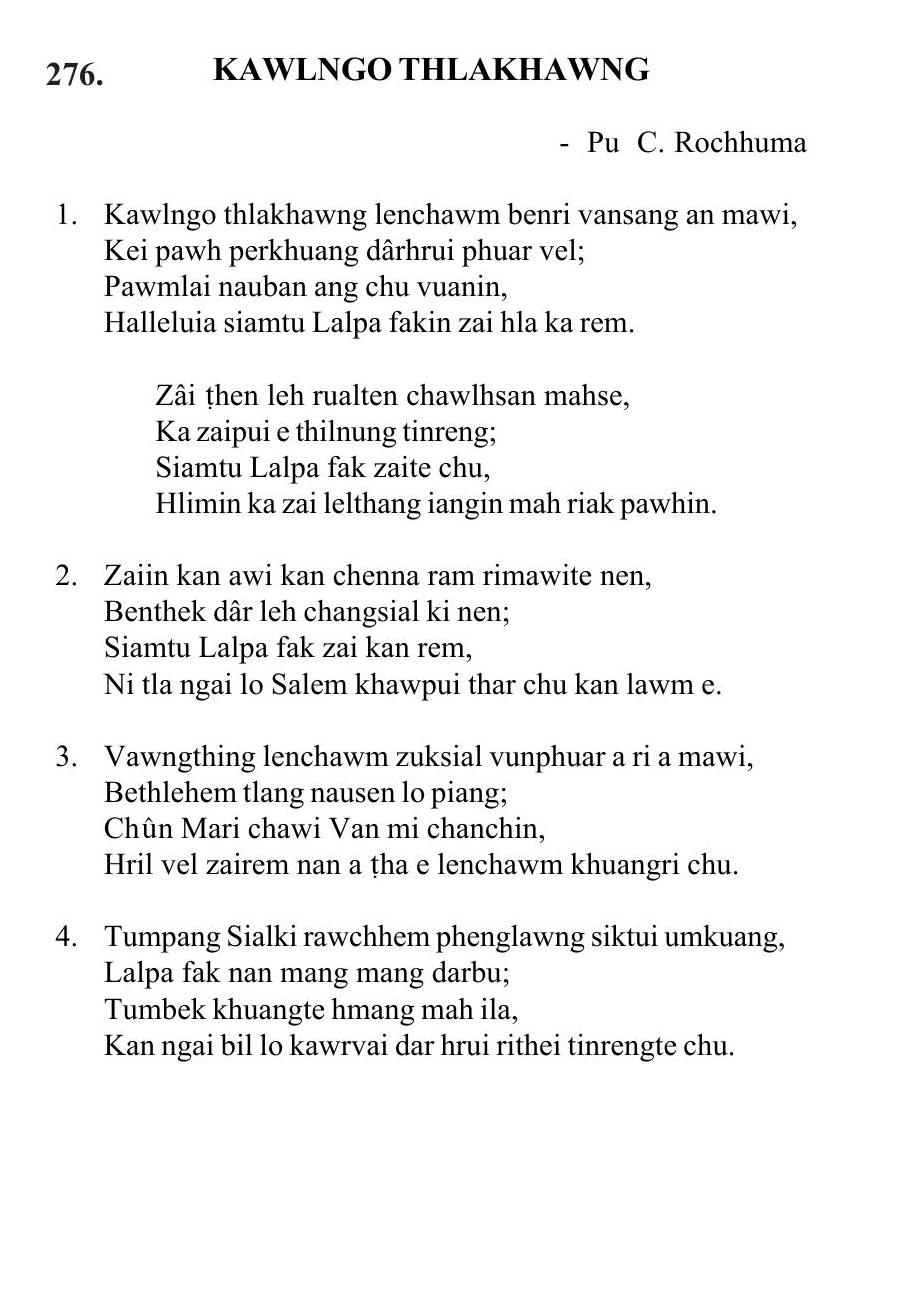 276. KAWLNGO THLAKHAWNG
- Pu C. Rochhuma
1. Kawlngo thlakhawng lenchawm benri vansang an mawi,
Kei pawh perkhuang dârhrui phuar vel;
Pawmlai nauban ang chu vuanin,
Halleluia siamtu Lalpa fakin zai hla ka rem.
Zâi ṭhen leh rualten chawlhsan mahse,
Ka zaipui e thilnung tinreng;
Siamtu Lalpa fak zaite chu,
Hlimin ka zai lelthang iangin mah riak pawhin.
2. Zaiin kan awi kan chenna ram rimawite nen,
Benthek dâr leh changsial ki nen;
Siamtu Lalpa fak zai kan rem,
Ni tla ngai lo Salem khawpui thar chu kan lawm e.
3. Vawngthing lenchawm zuksial vunphuar a ri a mawi,
Bethlehem tlang nausen lo piang;
Chûn Mari chawi Van mi chanchin,
Hril vel zairem nan a ṭha e lenchawm khuangri chu.
4. Tumpang Sialki rawchhem phenglawng siktui umkuang,
Lalpa fak nan mang mang darbu;
Tumbek khuangte hmang mah ila,
Kan ngai bil lo kawrvai dar hrui rithei tinrengte chu.